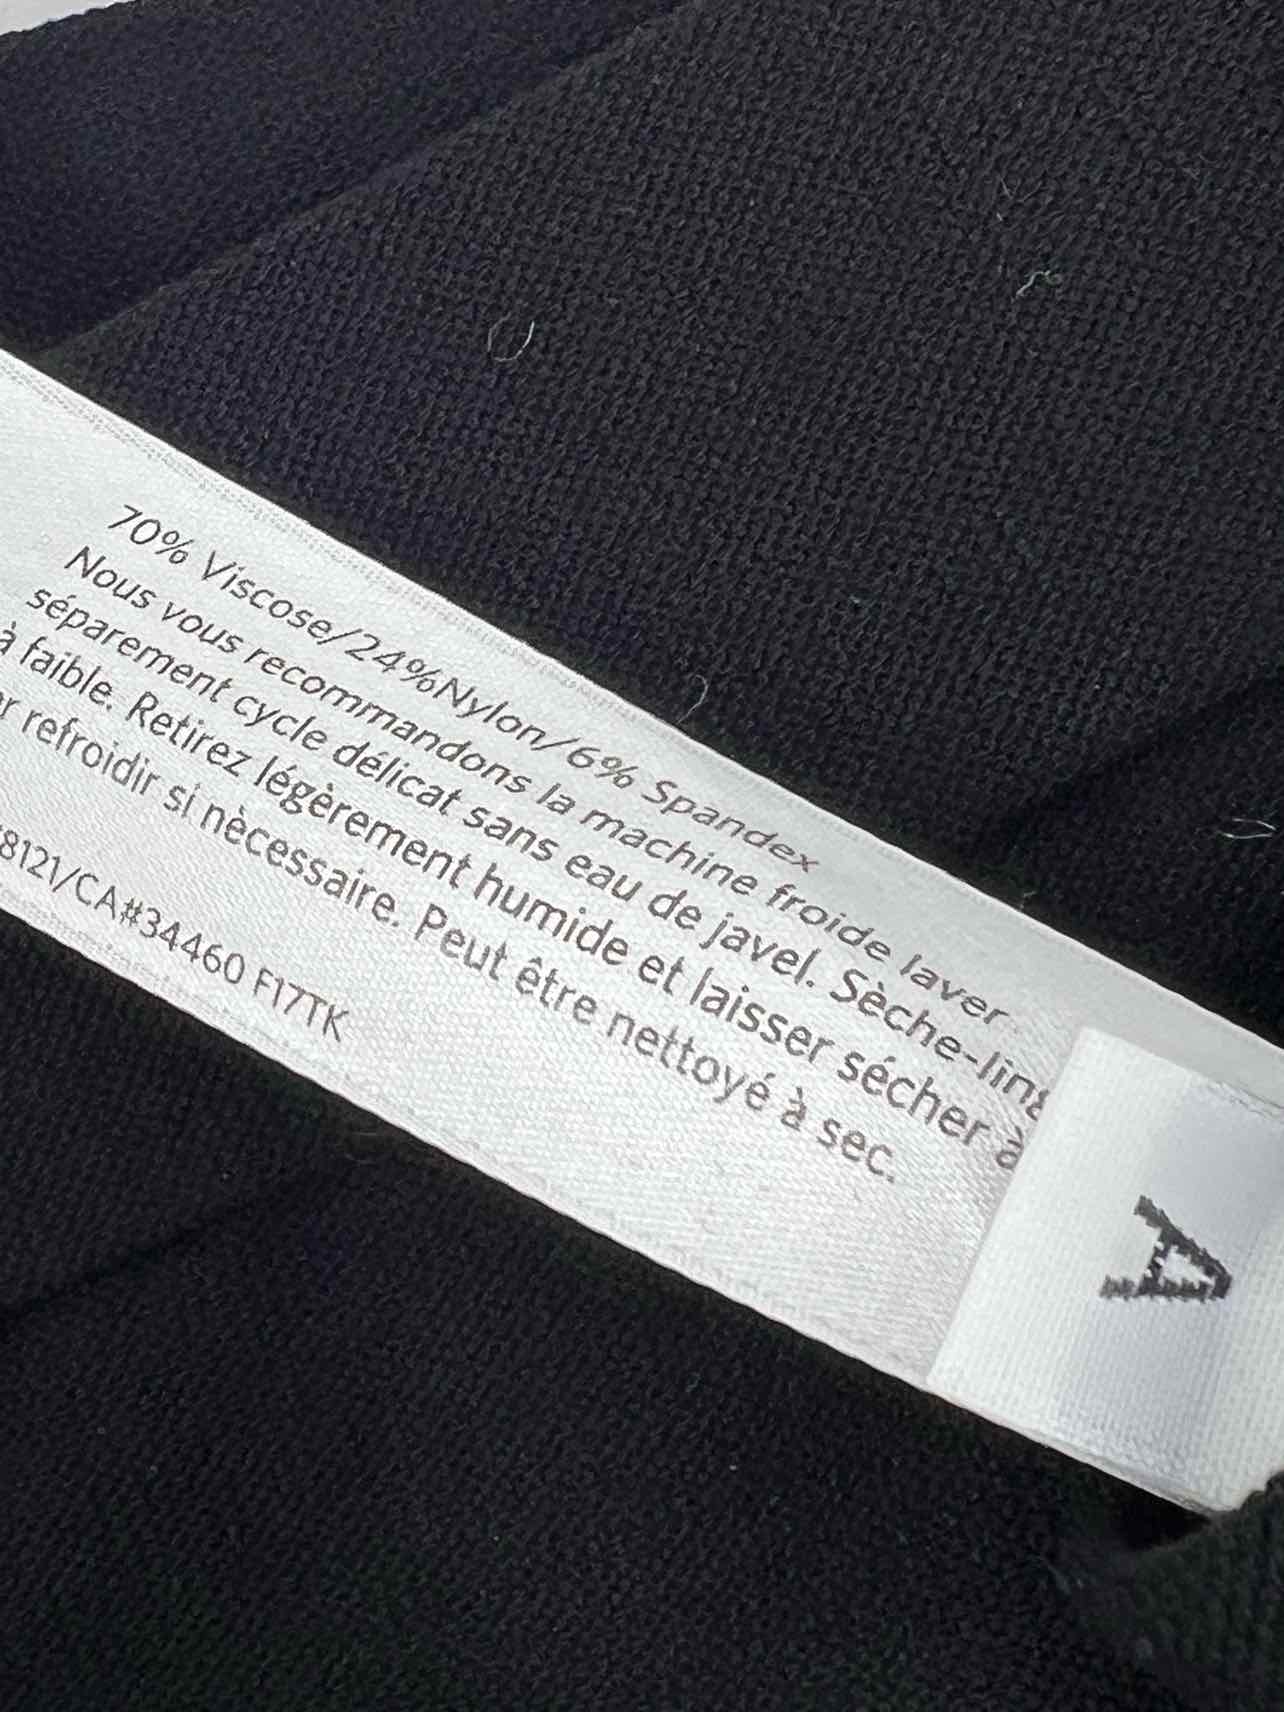 70% Viscose/24%Nylon/6% Spandex
Nous vous recommandons la machine froide laver
séparement cycle délicat sans eau de javel. Sèche-ling
à faible. Retirez légèrement humide et laisser sécher à
refroidir si nècessaire. Peut être nettoyé à sec.
8121/CA#34460 F17TK
A